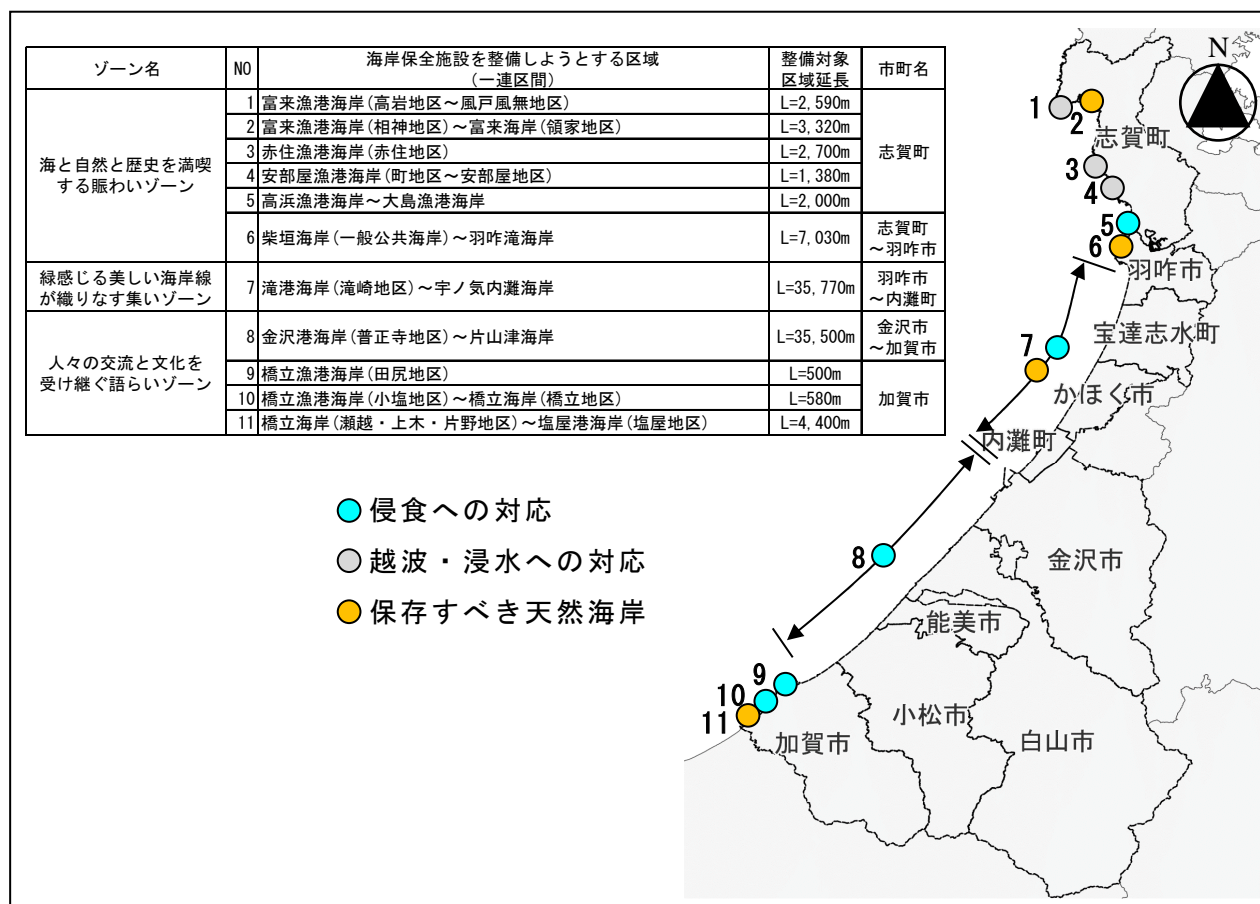 ゾーン名 NO 海岸保全施設を整備しようとする区域 (一連区間) 整備対象 区域延長 市町名
海と自然と歴史を満喫
する賑わいゾーン
1 富来漁港海岸(高岩地区～風戸風無地区) L=2,590m
2 富来漁港海岸(相神地区)～富来海岸(領家地区) L=3,320m
3 赤住漁港海岸(赤住地区) L=2,700m
4 安部屋漁港海岸(町地区～安部屋地区) L=1,380m
5 高浜漁港海岸～大島漁港海岸 L=2,000m
志賀町
6 柴垣海岸(一般公共海岸)～羽咋滝海岸 L=7,030m
志賀町
～羽咋市
緑感じる美しい海岸線
が織りなす集いゾーン
7 滝港海岸(滝崎地区)～宇ノ気内灘海岸 L=35,770m
羽咋市
～内灘町
人々の交流と文化を
受け継ぐ語らいゾーン
8 金沢港海岸(普正寺地区)～片山津海岸 L=35,500m
金沢市
～加賀市
9 橋立漁港海岸(田尻地区) L=500m
10 橋立漁港海岸(小塩地区)～橋立海岸(橋立地区) L=580m
11 橋立海岸(瀬越・上木・片野地区)～塩屋港海岸(塩屋地区) L=4,400m
加賀市
侵食への対応
越波・浸水への対応
保存すべき天然海岸
N
1
2
志賀町
3
4
5
6
羽咋市
宝達志水町
7
かほく市
内灘町
8
金沢市
能美市
9
10
11
小松市
加賀市
白山市